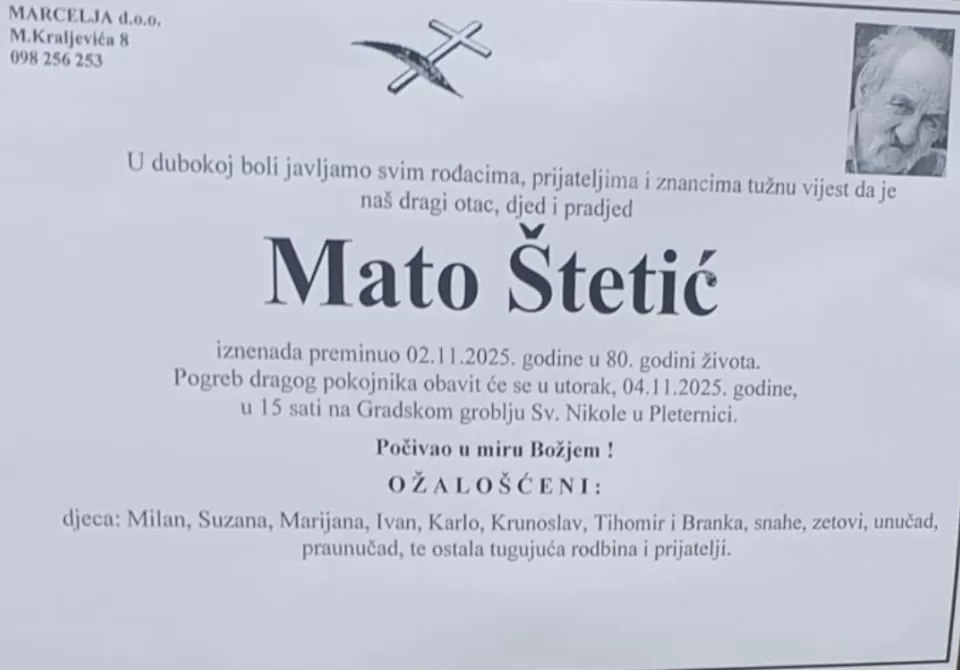 MARCELJA d.o.o.
M.Kraljevića 8
098 256 253
U dubokoj boli javljamo svim rođacima, prijateljima i znancima tužnu vijest da je
naš dragi otac, djed i pradjed
Mato Štetić
iznenada preminuo 02.11.2025. godine u 80. godini života.
Pogreb dragog pokojnika obavit će se u utorak, 04.11.2025. godine,
u 15 sati na Gradskom groblju Sv. Nikole u Pleternici.
Počivao u miru Božjem !
OŽALOŠĆENI:
djeca: Milan, Suzana, Marijana, Ivan, Karlo, Krunoslav, Tihomir i Branka, snahe, zetovi, unučad,
praunučad, te ostala tugujuća rodbina i prijatelji.